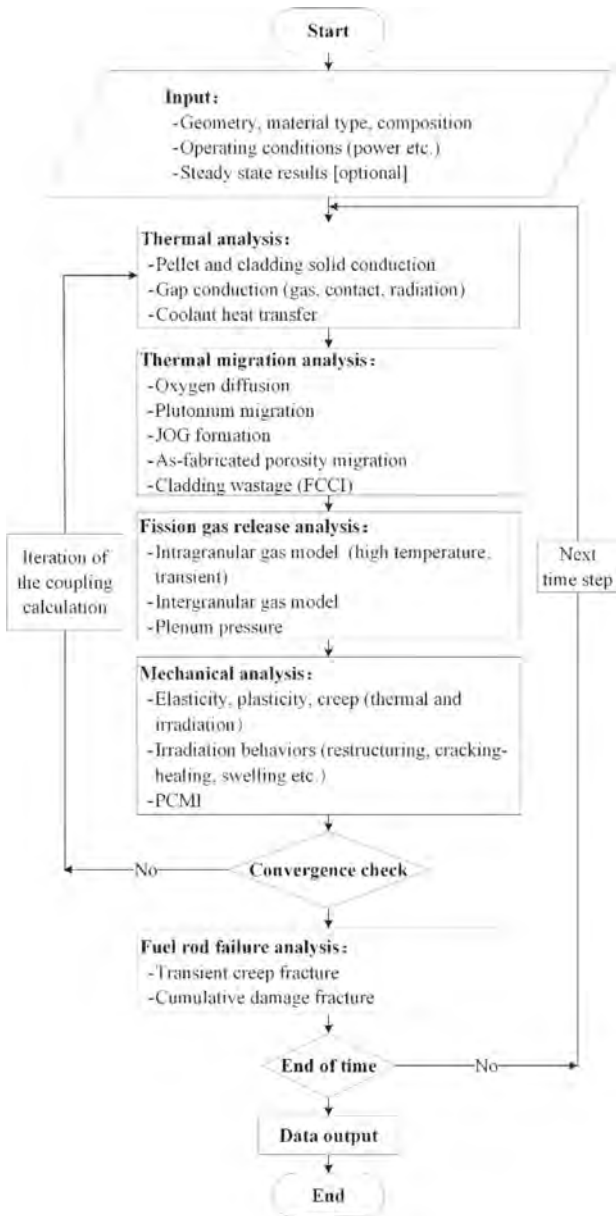 Start
Input:
-Geometry, material type, composition
-Operating conditions (power etc.)
-Steady state results [optional]
Thermal analysis:
-Pellet and cladding solid conduction
-Gap conduction (gas, contact, radiation)
-Coolant heat transfer
Thermal migration analysis:
-Oxygen diffusion
-Plutonium migration
-JOG formation
-As-fabricated porosity migration
-Cladding wastage (FCCI)
Fission gas release analysis:
-Intragranular gas model (high temperature,
transient)
-Intergranular gas model
-Plenum pressure
Iteration of
the coupling
calculation
Next
time step
Mechanical analysis:
-Elasticity, plasticity, creep (thermal and
irradiation)
-Irradiation behaviors (restructuring, cracking-
healing, swelling etc.)
-PCMI
No
Convergence check
Fuel rod failure analysis:
-Transient creep fracture
-Cumulative damage fracture
End of time
No
Data output
End